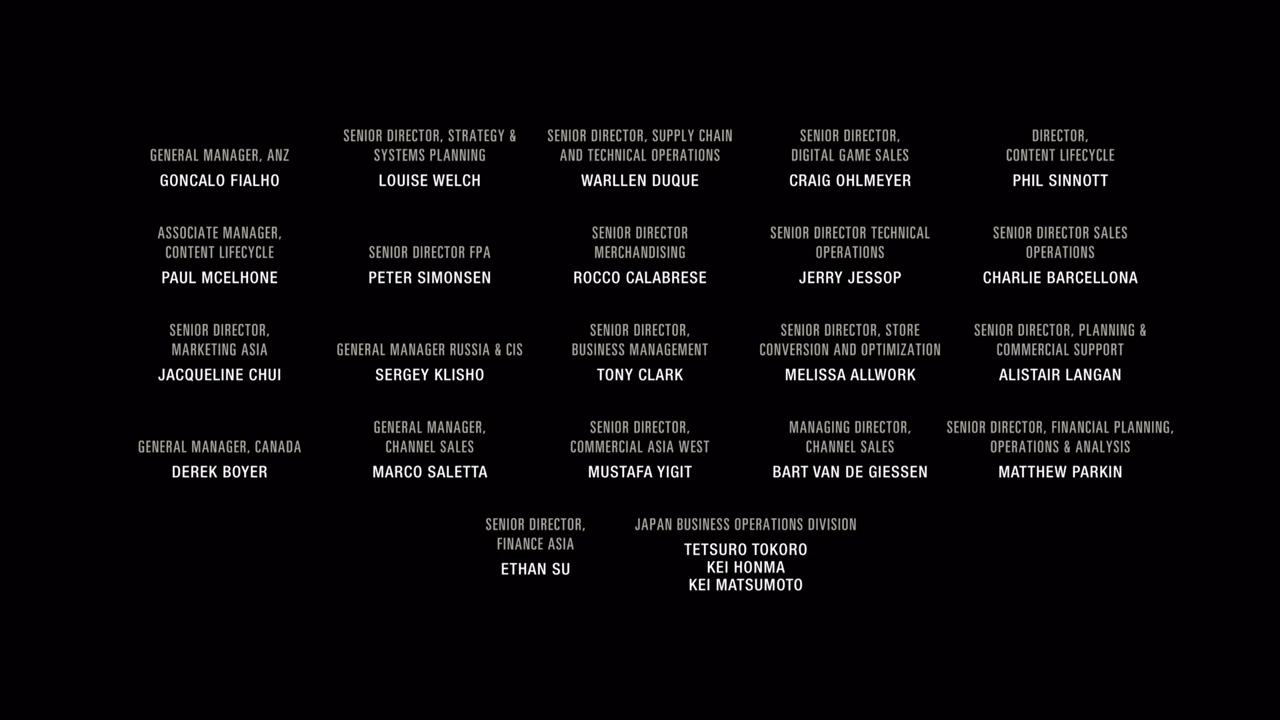 GENERAL MANAGER, ANZ
GONCALO FIALHO
SENIOR DIRECTOR, STRATEGY &
SYSTEMS PLANNING
LOUISE WELCH
SENIOR DIRECTOR, SUPPLY CHAIN
AND TECHNICAL OPERATIONS
WARLLEN DUQUE
SENIOR DIRECTOR,
DIGITAL GAME SALES
CRAIG OHLMEYER
DIRECTOR,
CONTENT LIFECYCLE
PHIL SINNOTT
ASSOCIATE MANAGER,
CONTENT LIFECYCLE
PAUL MCELHONE
SENIOR DIRECTOR FPA
PETER SIMONSEN
SENIOR DIRECTOR
MERCHANDISING
ROCCO CALABRESE
SENIOR DIRECTOR TECHNICAL
OPERATIONS
JERRY JESSOP
SENIOR DIRECTOR SALES
OPERATIONS
CHARLIE BARCELLONA
SENIOR DIRECTOR,
MARKETING ASIA
JACQUELINE CHUI
GENERAL MANAGER RUSSIA & CIS
SERGEY KLISHO
SENIOR DIRECTOR,
BUSINESS MANAGEMENT
TONY CLARK
SENIOR DIRECTOR, STORE
CONVERSION AND OPTIMIZATION
MELISSA ALLWORK
SENIOR DIRECTOR, PLANNING &
COMMERCIAL SUPPORT
ALISTAIR LANGAN
GENERAL MANAGER, CANADA
DEREK BOYER
GENERAL MANAGER,
CHANNEL SALES
MARCO SALETTA
SENIOR DIRECTOR,
COMMERCIAL ASIA WEST
MUSTAFA YIGIT
MANAGING DIRECTOR,
CHANNEL SALES
BART VAN DE GIESSEN
SENIOR DIRECTOR, FINANCIAL PLANNING,
OPERATIONS & ANALYSIS
MATTHEW PARKIN
SENIOR DIRECTOR,
FINANCE ASIA
ETHAN SU
JAPAN BUSINESS OPERATIONS DIVISION
TETSURO TOKORO
KEI HONMA
KEI MATSUMOTO